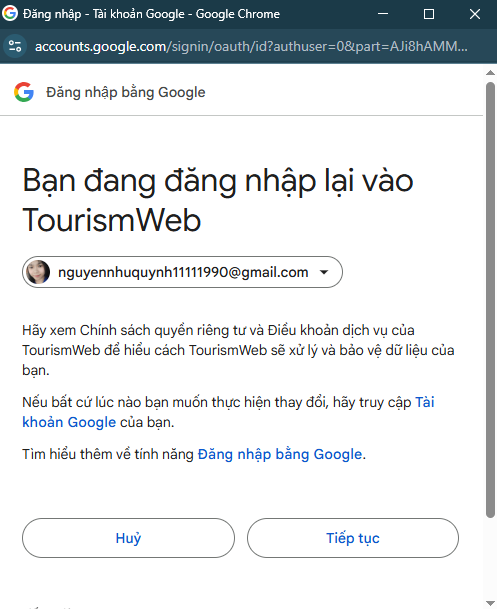 Đăng nhập - Tài khoản Google - Google Chrome
accounts.google.com/signin/oauth/id?authuser=0&part=AJi8hAMM...
Đăng nhập bằng Google
Bạn đang đăng nhập lại vào
TourismWeb
nguyennhuquynh11111990@gmail.com
Hãy xem Chính sách quyền riêng tư và Điều khoản dịch vụ của
TourismWeb để hiểu cách TourismWeb sẽ xử lý và bảo vệ dữ liệu của
bạn.
Nếu bất cứ lúc nào bạn muốn thực hiện thay đổi, hãy truy cập Tài
khoản Google của bạn.
Tìm hiểu thêm về tính năng Đăng nhập bằng Google.
Huỷ
Tiếp tục